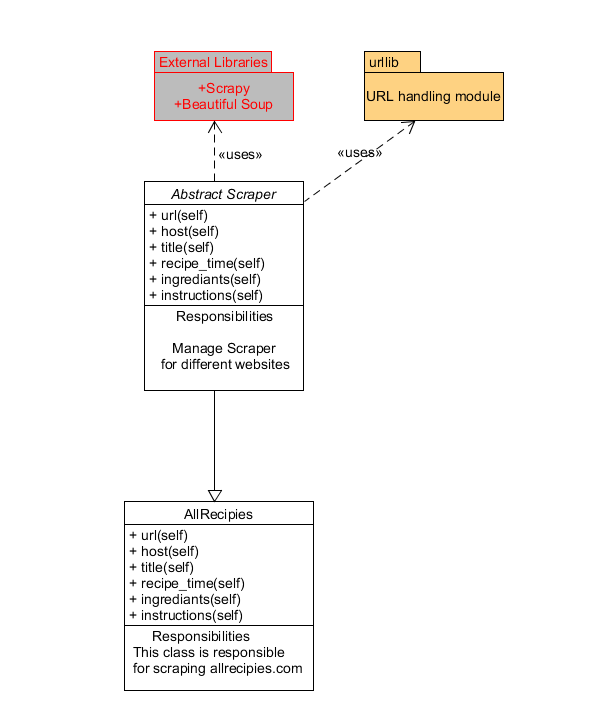 External Libraries
+Scrapy
+Beautiful Soup
urllib
URL handling module
«uses»
«uses»
Abstract Scraper
+ url(self)
+ host(self)
+ title(self)
+ recipe_time(self)
+ ingrediants(self)
+ instructions(self)
Responsibilities
Manage Scraper
for different websites
AllRecipies
+ url(self)
+ host(self)
+ title(self)
+ recipe_time(self)
+ ingrediants(self)
+ instructions(self)
Responsibilities
This class is responsible
for scraping allrecipies.com